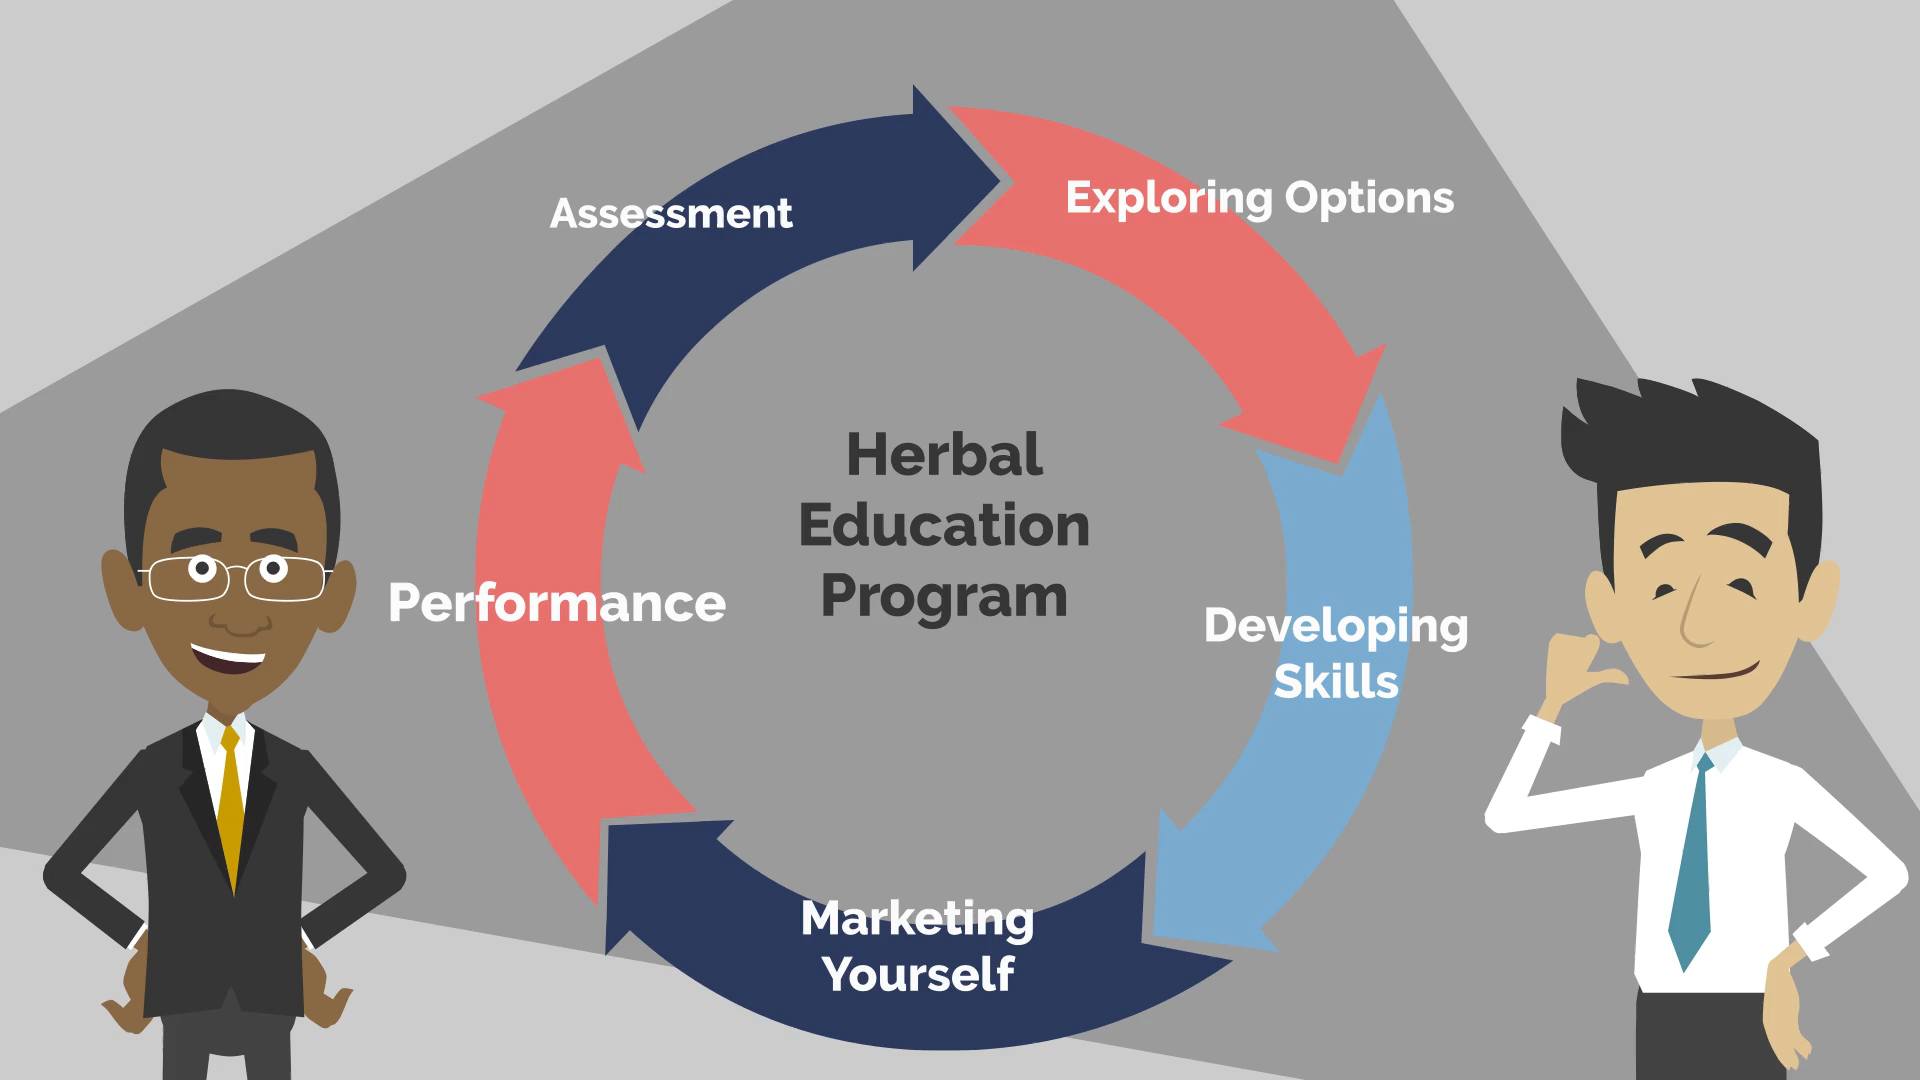 Assessment
Exploring Options
Herbal
Education
Program
Performance
Developing
Skills
Marketing
Yourself